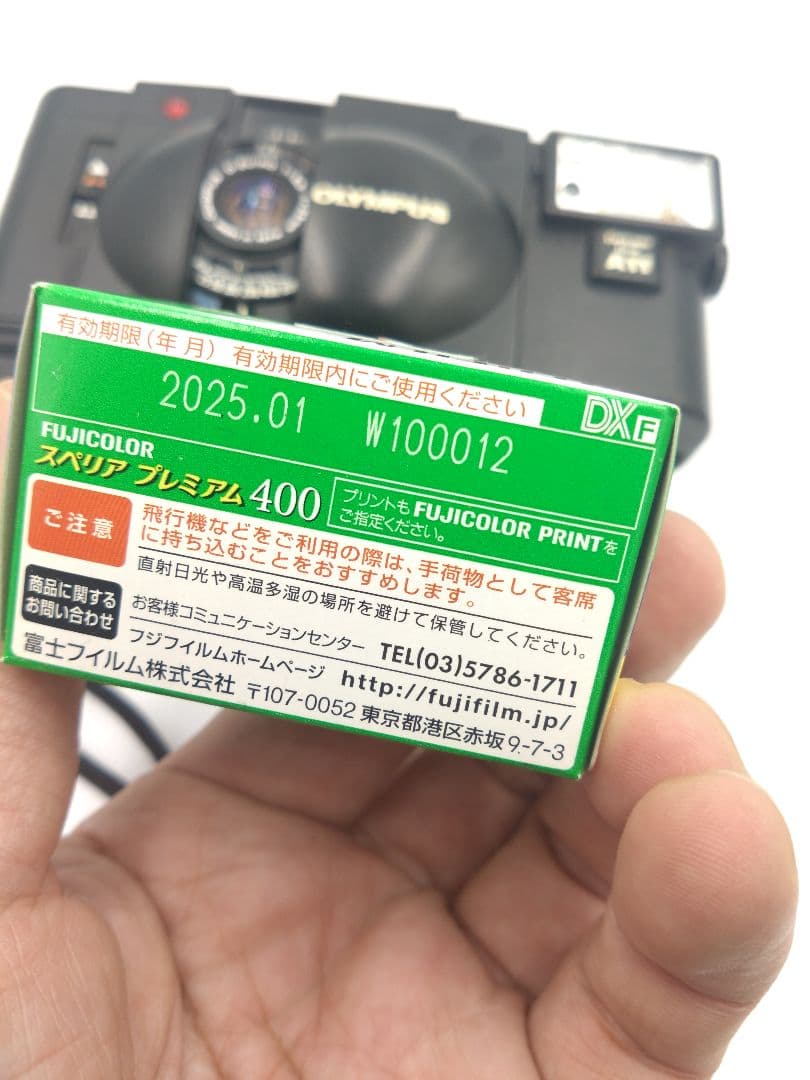 OLYMPUS
A11
有効期限(年月) 有効期限内にご使用ください
2025.01 W100012
DXF
FUJICOLOR
スペリア プレミアム 400
プリントも FUJICOLOR PRINTを
ご指定ください。
ご注意
飛行機などをご利用の際は、手荷物として客席
に持ち込むことをおすすめします。
直射日光や高温多湿の場所を避けて保管してください。
商品に関する
お問い合わせ
お客様コミュニケーションセンター TEL(03)5786-1711
フジフイルムホームページ http://fujifilm.jp/
富士フイルム株式会社 〒107-0052 東京都港区赤坂9-7-3